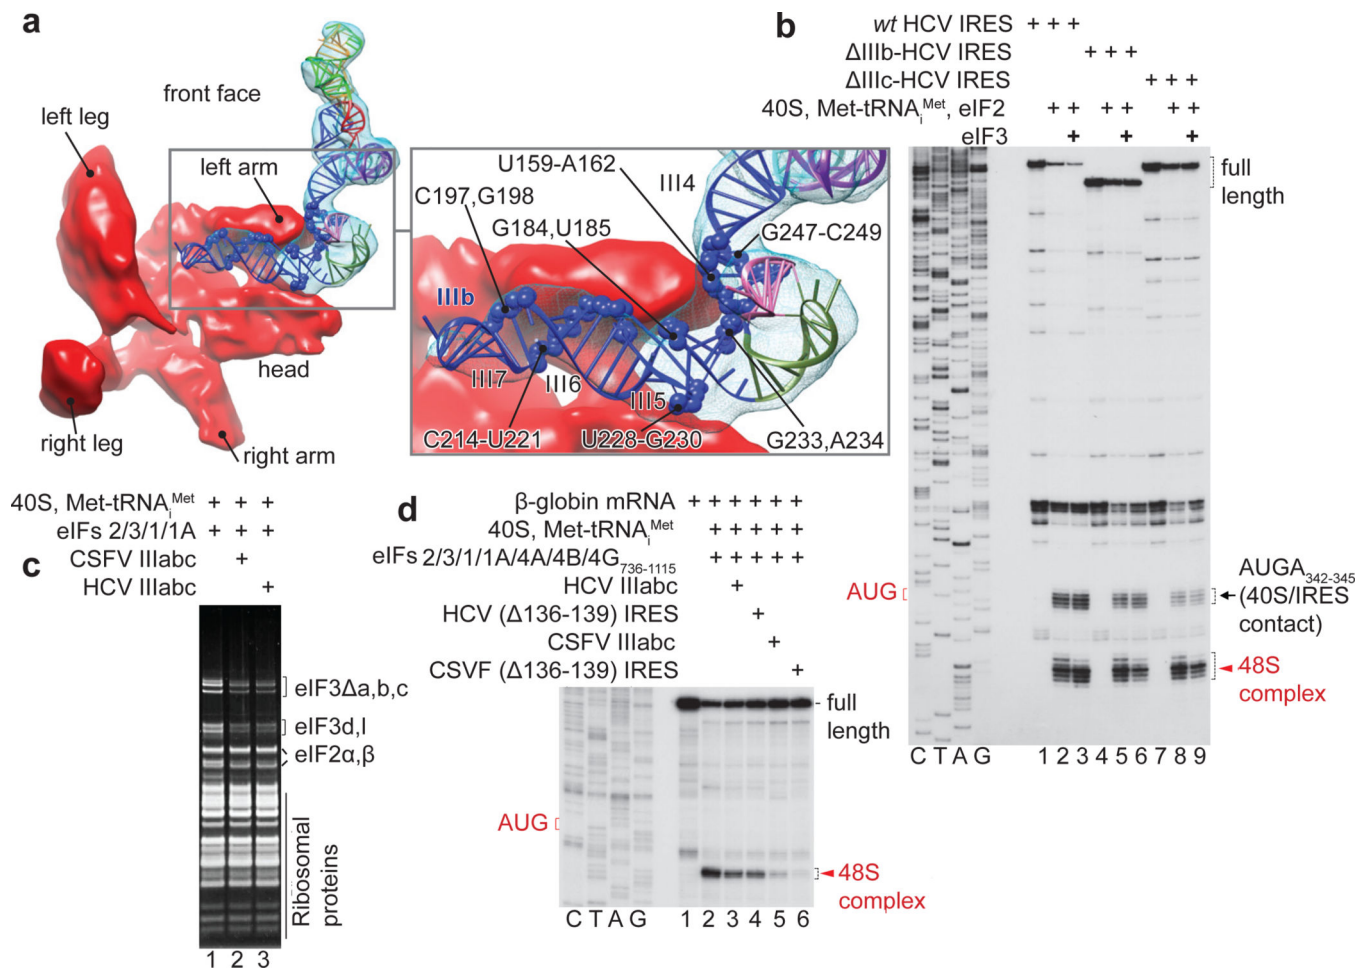 a
front face
left leg
left arm
head
right leg
right arm
U159-A162
III4
C197,G198
G184,U185
G247-C249
IIIb
III7
III6
III5
C214-U221
U228-G230
G233,A234
b
wt HCV IRES + + +
ΔIIIb-HCV IRES + + +
ΔIIIc-HCV IRES + + +
40S, Met-tRNAiMet, eIF2 + + + + + +
eIF3 + + +
full
length
AUG
AUGA342-345
(40S/IRES
contact)
48S
complex
C T A G 1 2 3 4 5 6 7 8 9
40S, Met-tRNAiMet + + +
eIFs 2/3/1/1A + + +
CSFV IIIabc +
HCV IIIabc +
c
eIF3Δa,b,c
eIF3d,l
eIF2α,β
Ribosomal
proteins
1 2 3
d
β-globin mRNA + + + + + +
40S, Met-tRNAiMet + + + + +
eIFs 2/3/1/1A/4A/4B/4G736-1115 + + + + +
HCV IIIabc +
HCV (Δ136-139) IRES +
CSFV IIIabc +
CSVF (Δ136-139) IRES +
full
length
AUG
48S
complex
C T A G 1 2 3 4 5 6